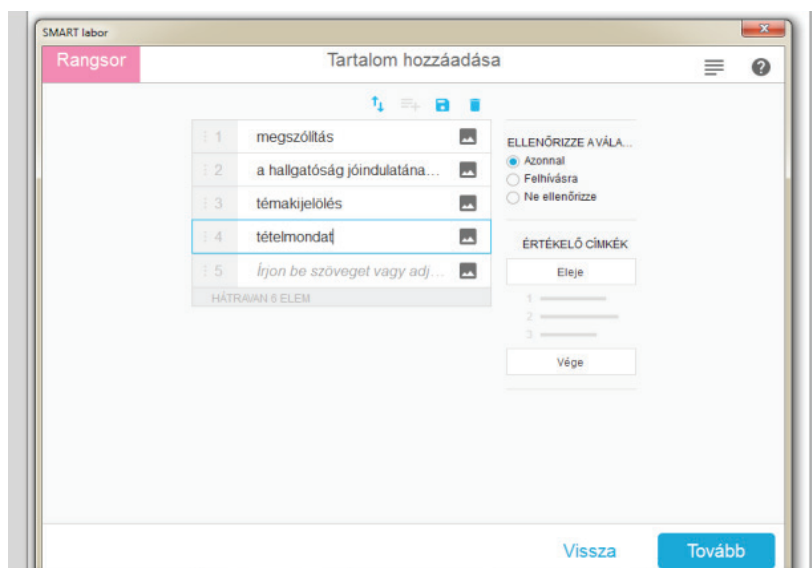 SMART labor
Rangsor
Tartalom hozzáadása
1 megszólítás
2 a hallgatóság jóindulatána...
3 témakijelölés
4 tételmondat
5 Írjon be szöveget vagy adj...
HÁTRAVAN 6 ELEM
ELLENŐRIZZE A VÁLA...
Azonnal
Felhívásra
Ne ellenőrizze
ÉRTÉKELŐ CÍMKÉK
Eleje
1
2
3
Vége
Vissza
Tovább